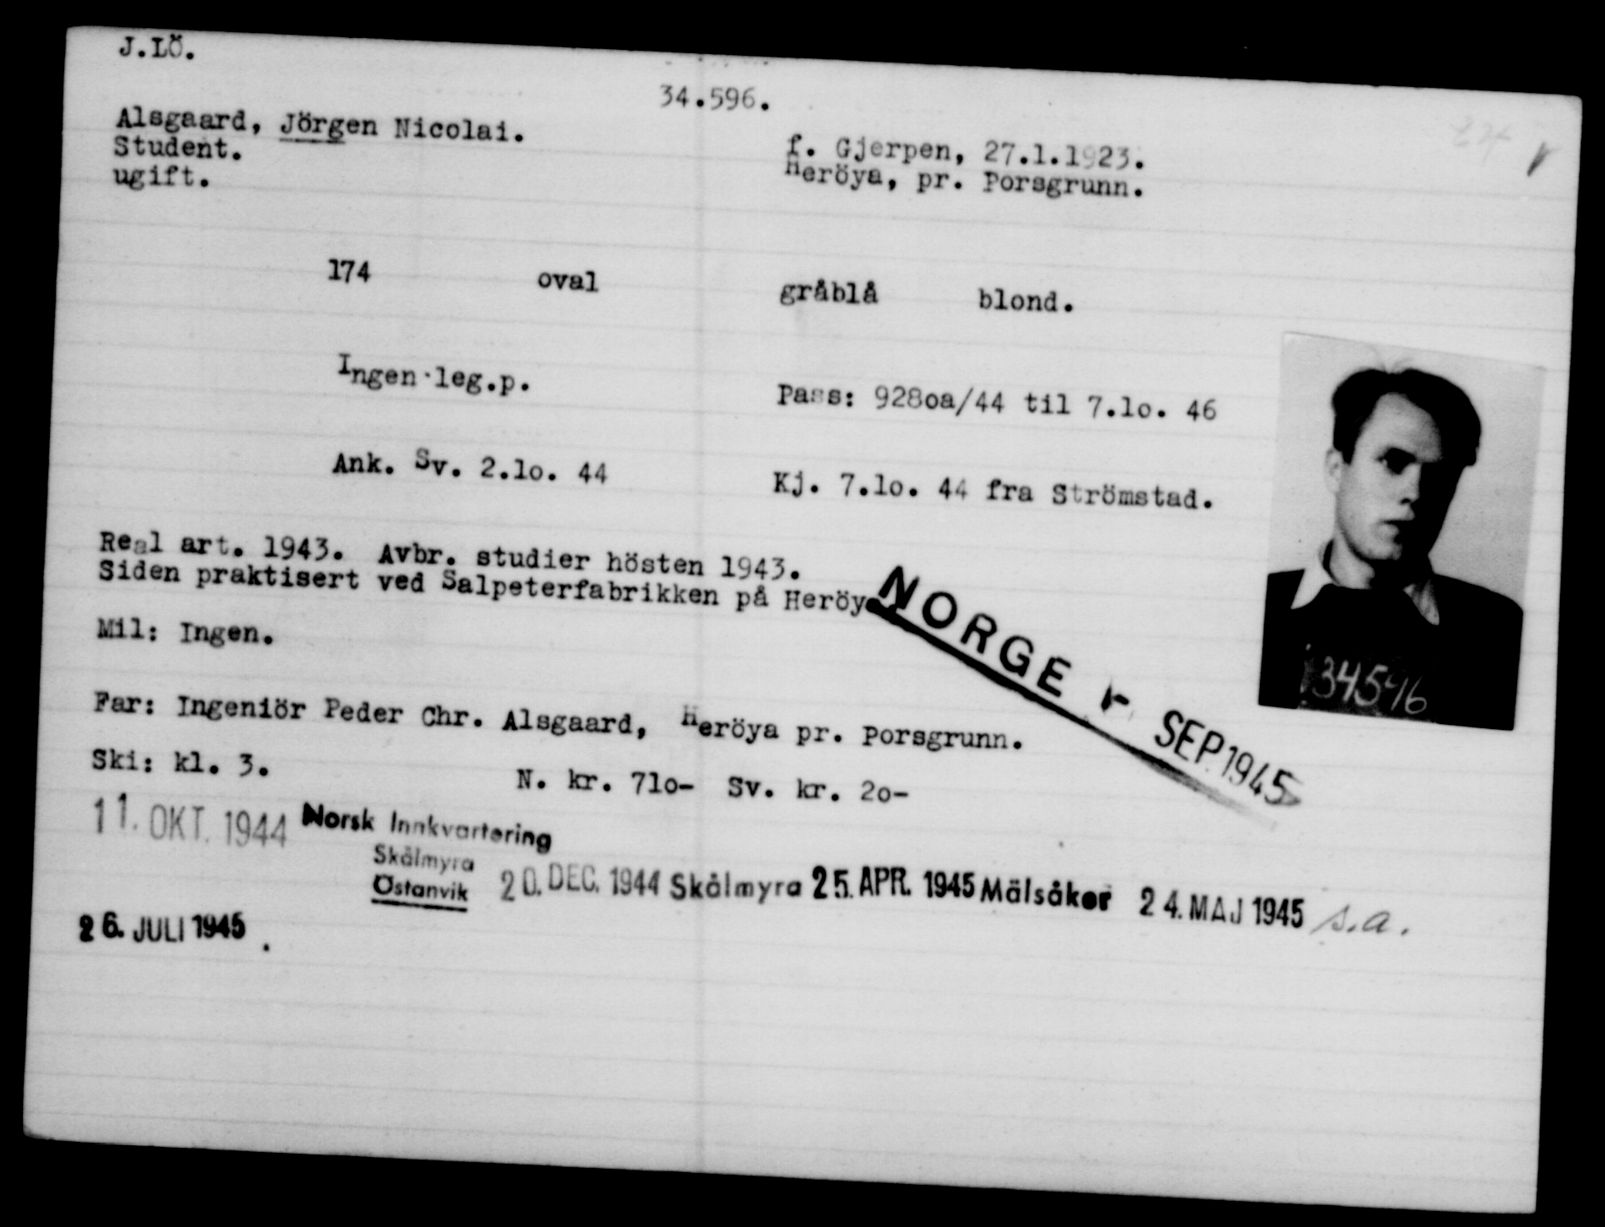 J.LÖ.
34.596.
Alsgaard, Jörgen Nicolai.
f. Gjerpen, 27.1.1923.
Student.
Heröya, pr. Porsgrunn.
ugift.
174 oval gråblå blond.
Ingen leg.p.
Pass: 928oa/44 til 7.1o. 46
Ank. Sv. 2.1o. 44
Kj. 7.1o. 44 fra Strömstad.
Real art. 1943. Avbr. studier hösten 1943.
Siden praktisert ved Salpeterfabrikken på Heröya
NORGE SEP. 1945
Mil: Ingen.
34596
Far: Ingeniör Peder Chr. Alsgaard, Heröya pr. Porsgrunn.
Ski: kl. 3.
N. kr. 71o- Sv. kr. 2o-
11. OKT. 1944 Norsk Innkvartering
Skålmyra
Östanvik 20. DEC. 1944 Skålmyra 25. APR. 1945 Mälsåker 24. MAJ 1945 s.a.
26. JULI 1945